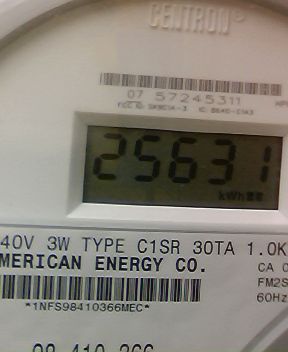 CENTRON®
07 57245311
25631
kWh
40V 3W TYPE C1SR 30TA 1.0K
MERICAN ENERGY CO.
CA 0
FM2S
60Hz
*1NFS98410366MEC*